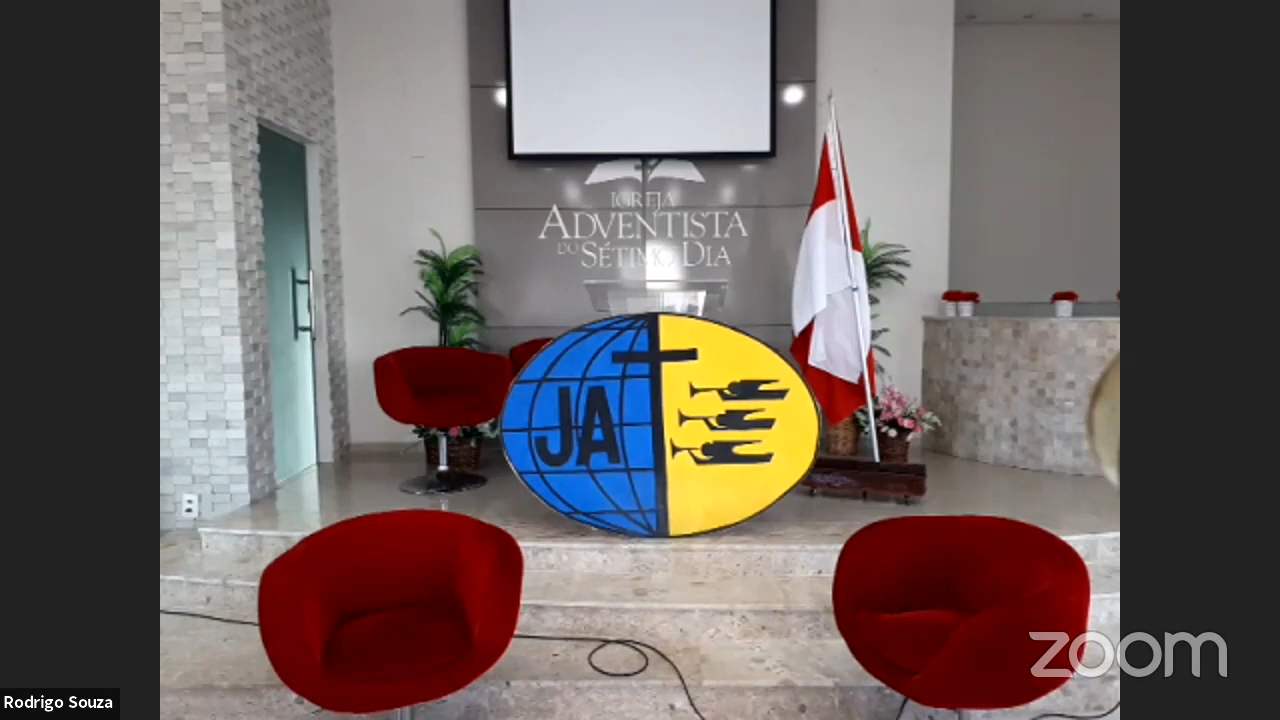 IGREJA
ADVENTISTA
DO SÉTIMO DIA
JA
zoom
Rodrigo Souza